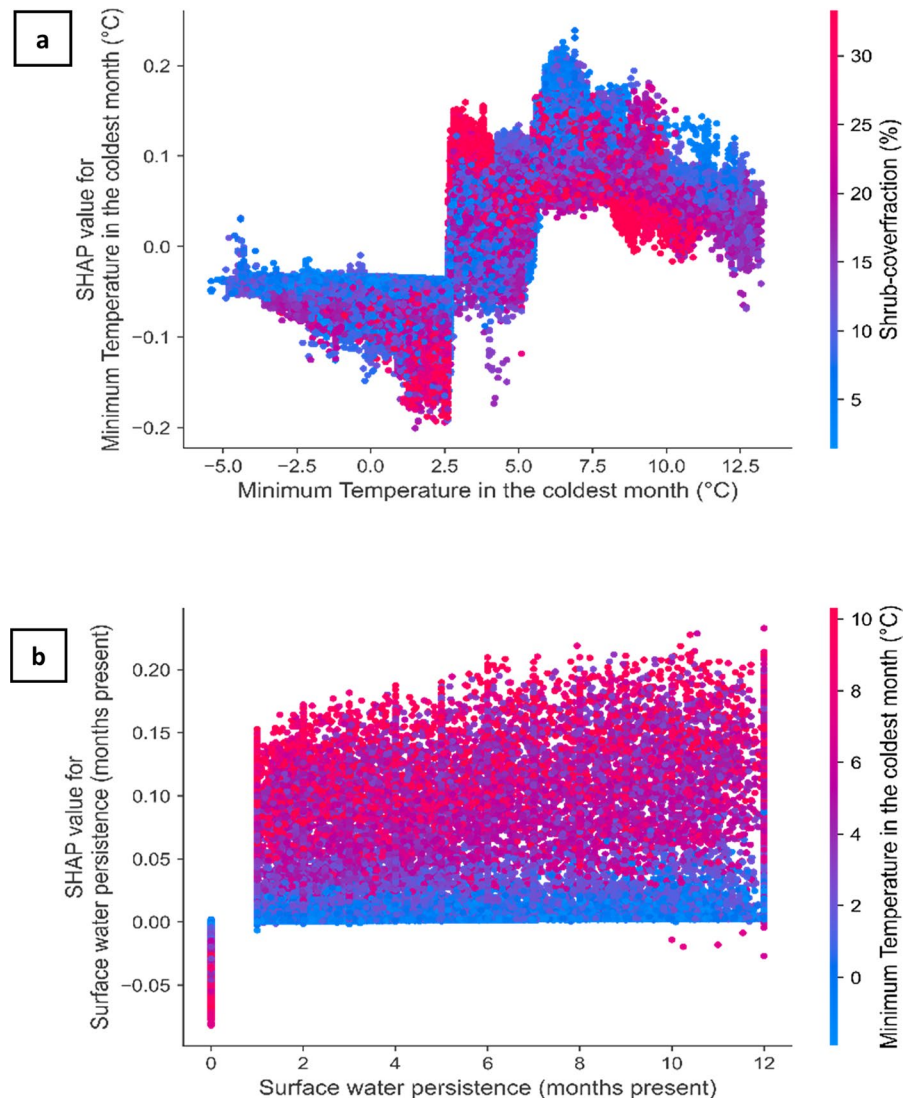 a
SHAP value for
Minimum Temperature in the coldest month (°C)
0.2
0.1
0.0
−0.1
−0.2
−5.0 −2.5 0.0 2.5 5.0 7.5 10.0 12.5
Minimum Temperature in the coldest month (°C)
30
25
20
15
10
5
Shrub-coverfraction (%)
b
SHAP value for
Surface water persistence (months present)
0.20
0.15
0.10
0.05
0.00
−0.05
0 2 4 6 8 10 12
Surface water persistence (months present)
10
8
6
4
2
0
Minimum Temperature in the coldest month (°C)